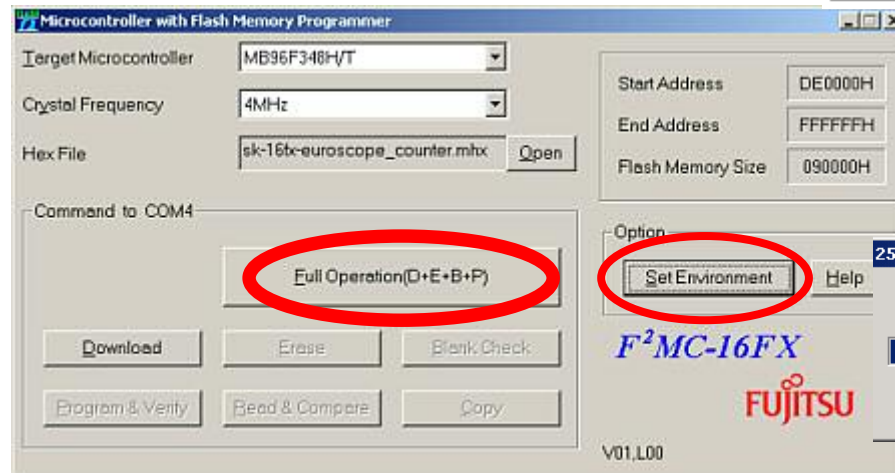 Microcontroller with Flash Memory Programmer
Target Microcontroller MB96F348H/T
Crystal Frequency 4MHz
Hex File sk-16fx-euroscope_counter.mhx Open
Start Address DE0000H
End Address FFFFFFH
Flash Memory Size 090000H
Command to COM4
Full Operation(D+E+B+P)
Download Erase Blank Check
Program & Verify Read & Compare Copy
Option
Set Environment Help
25
F²MC-16FX
FUJITSU
V01,L00